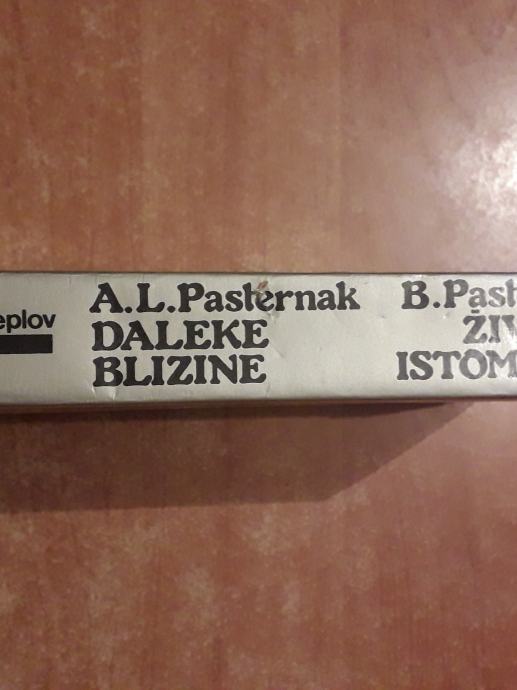 eplov
A.L.Pasternak
DALEKE
BLIZINE
B.Past
ŽIV
ISTOM